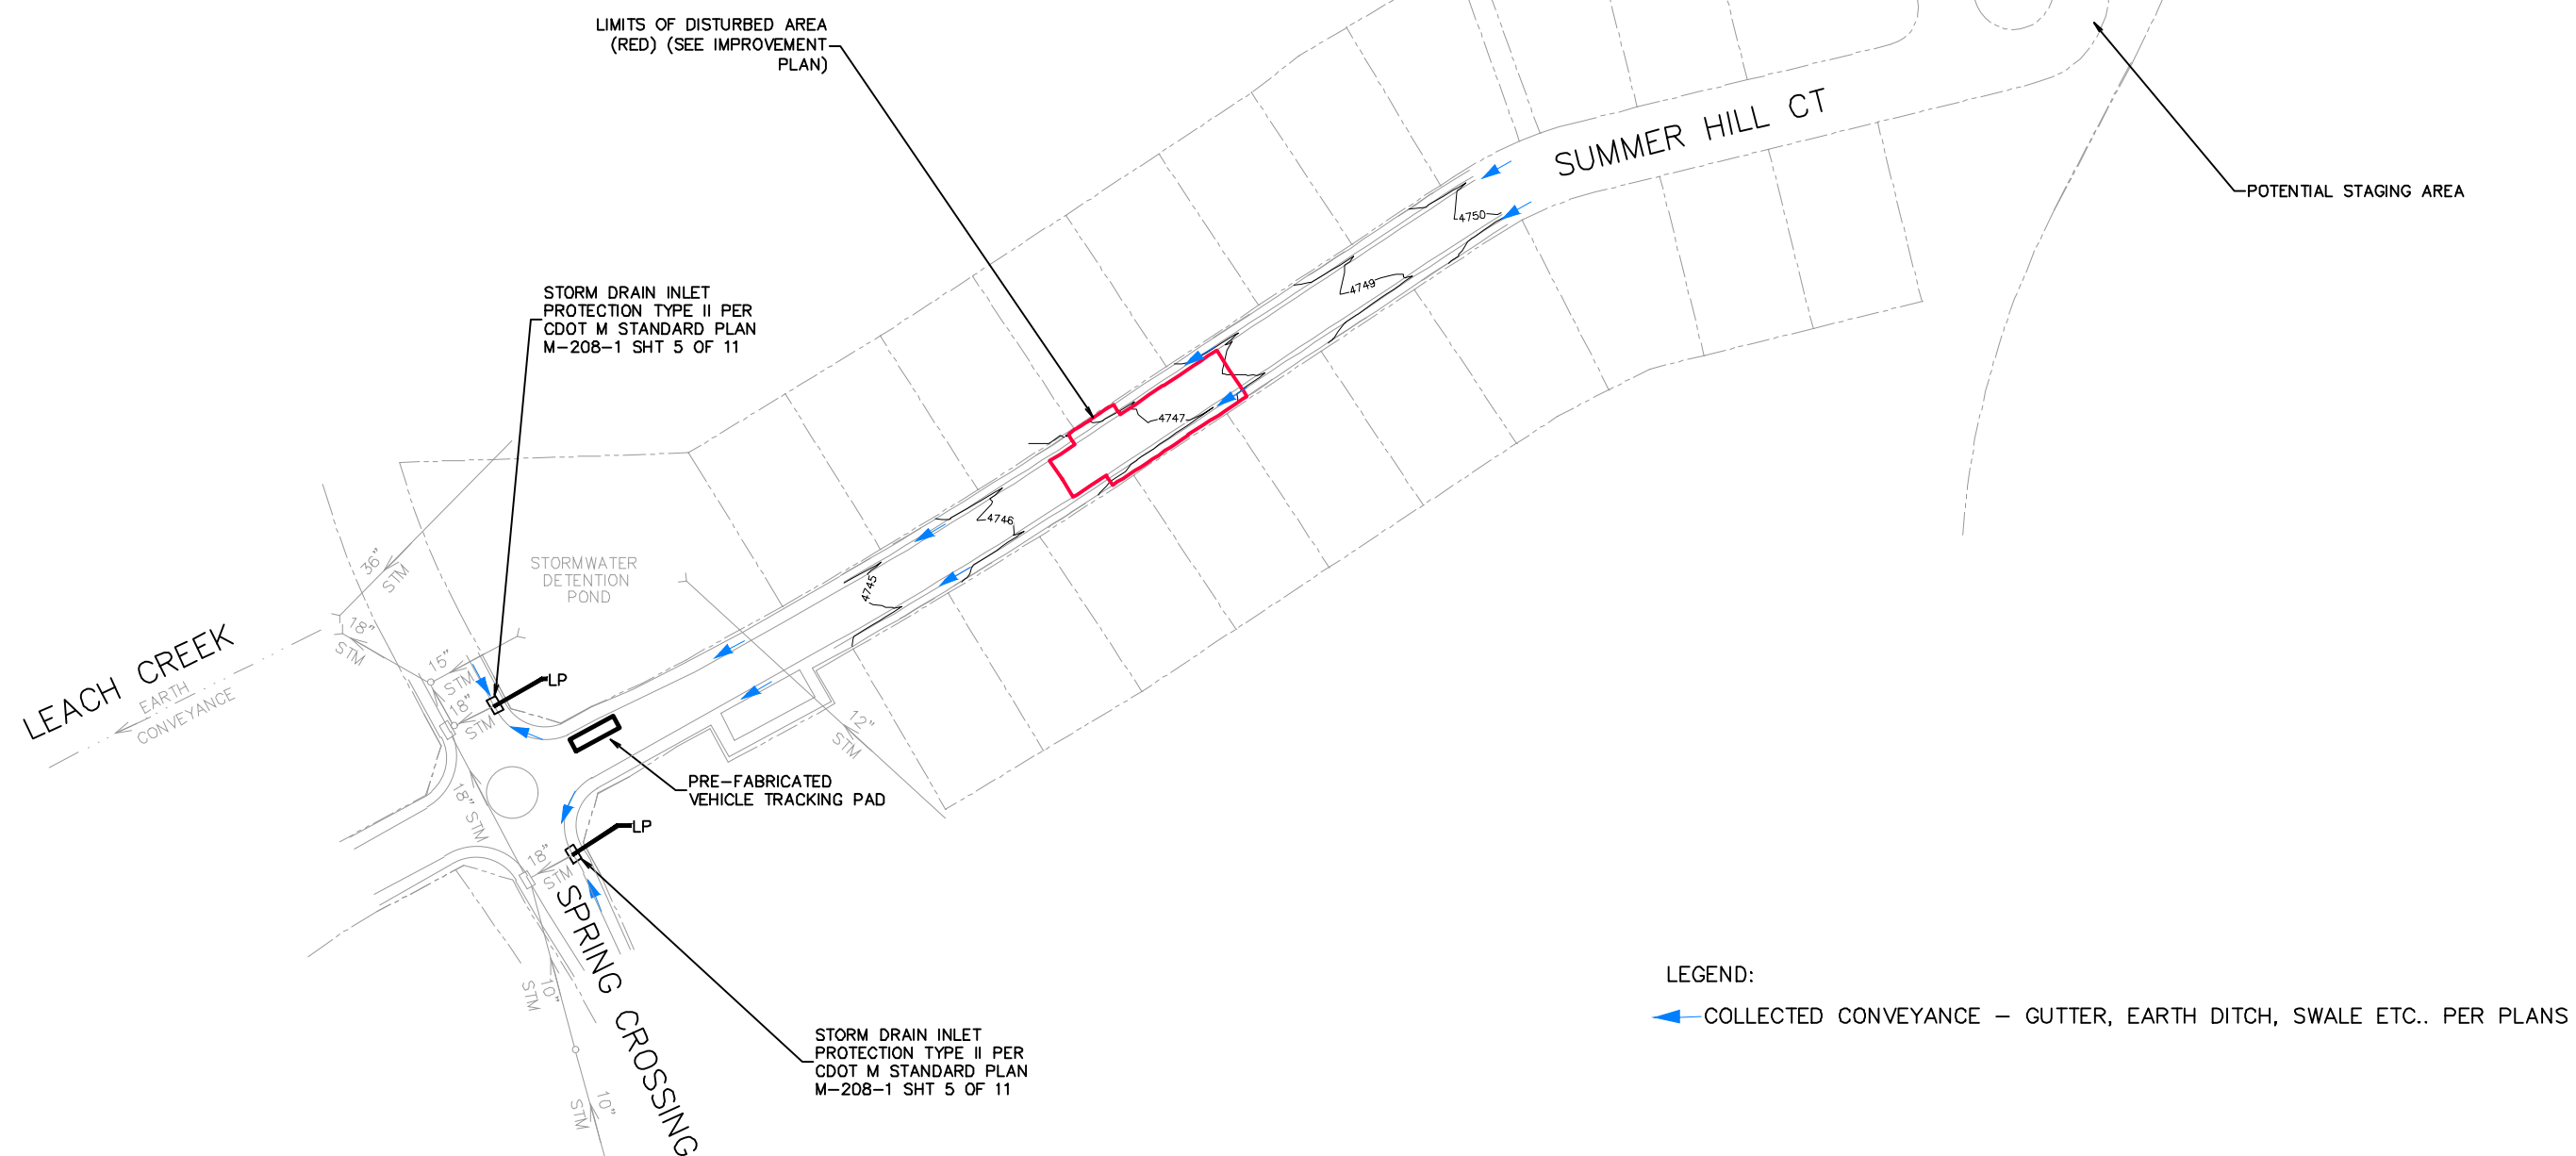 LIMITS OF DISTURBED AREA
(RED) (SEE IMPROVEMENT
PLAN)
SUMMER HILL CT
POTENTIAL STAGING AREA
4750
4749
4747
4746
4745
STORM DRAIN INLET
PROTECTION TYPE II PER
CDOT M STANDARD PLAN
M-208-1 SHT 5 OF 11
STORMWATER
DETENTION
POND
36"
STM
18"
STM
15"
STM
18"
STM
LP
LEACH CREEK
EARTH
CONVEYANCE
12"
STM
PRE-FABRICATED
VEHICLE TRACKING PAD
18" STM
LP
18"
STM
SPRING CROSSING
10"
STM
10"
STM
STORM DRAIN INLET
PROTECTION TYPE II PER
CDOT M STANDARD PLAN
M-208-1 SHT 5 OF 11
LEGEND:
COLLECTED CONVEYANCE - GUTTER, EARTH DITCH, SWALE ETC.. PER PLANS